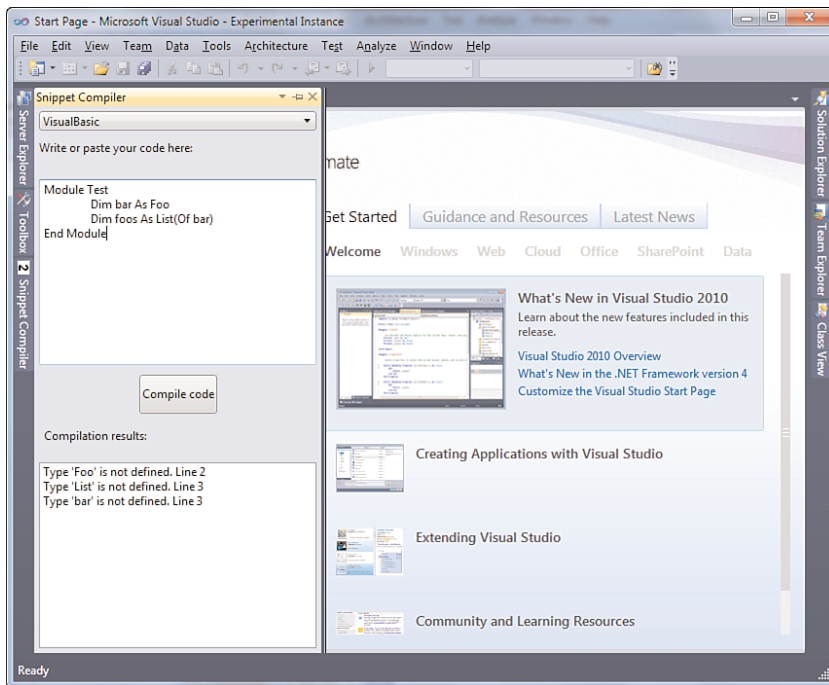 Start Page - Microsoft Visual Studio - Experimental Instance
File Edit View Team Data Tools Architecture Test Analyze Window Help
Server Explorer
Toolbox
Snippet Compiler
Snippet Compiler
VisualBasic
Write or paste your code here:
Module Test
Dim bar As Foo
Dim foos As List(Of bar)
End Module
Compile code
Compilation results:
Type 'Foo' is not defined. Line 2
Type 'List' is not defined. Line 3
Type 'bar' is not defined. Line 3
mate
Get Started Guidance and Resources Latest News
Welcome Windows Web Cloud Office SharePoint Data
What's New in Visual Studio 2010
Learn about the new features included in this
release.
Visual Studio 2010 Overview
What's New in the .NET Framework version 4
Customize the Visual Studio Start Page
Creating Applications with Visual Studio
Extending Visual Studio
Community and Learning Resources
Solution Explorer
Team Explorer
Class View
Ready